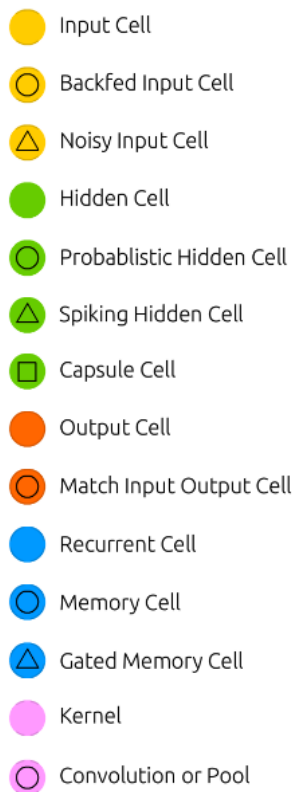 Input Cell
Backfed Input Cell
Noisy Input Cell
Hidden Cell
Probablistic Hidden Cell
Spiking Hidden Cell
Capsule Cell
Output Cell
Match Input Output Cell
Recurrent Cell
Memory Cell
Gated Memory Cell
Kernel
Convolution or Pool